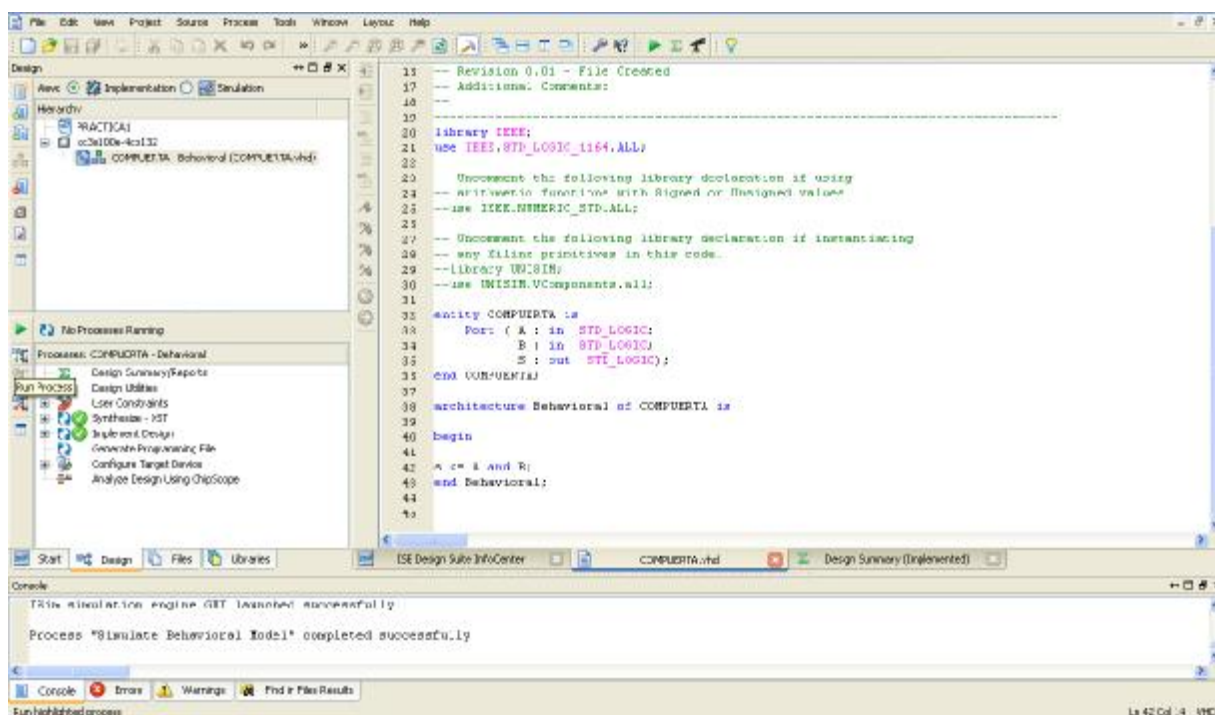 File Edit View Project Source Process Tools Window Layout Help
Design
View: Implementation Simulation
Hierarchy
PRACTICA1
xc3s100e-4cs132
COMPUERTA - Behavioral (COMPUERTA.vhd)
No Processes Running
Processes: COMPUERTA - Behavioral
Design Summary/Reports
Design Utilities
Run Process
User Constraints
Synthesize - XST
Implement Design
Generate Programming File
Configure Target Device
Analyze Design Using ChipScope
Start Design Files Libraries
16 -- Revision 0.01 - File Created
17 -- Additional Comments:
18 --
19 ----------------------------------------------------------------------------------
20 library IEEE;
21 use IEEE.STD_LOGIC_1164.ALL;
22
23 -- Uncomment the following library declaration if using
24 -- arithmetic functions with Signed or Unsigned values
25 --use IEEE.NUMERIC_STD.ALL;
26
27 -- Uncomment the following library declaration if instantiating
28 -- any Xilinx primitives in this code.
29 --library UNISIM;
30 --use UNISIM.VComponents.all;
31
32 entity COMPUERTA is
33 Port ( A : in STD_LOGIC;
34 B : in STD_LOGIC;
35 S : out STD_LOGIC);
36 end COMPUERTA;
37
38 architecture Behavioral of COMPUERTA is
39
40 begin
41
42 s <= A and B;
43 end Behavioral;
44
45
ISE Design Suite InfoCenter COMPUERTA.vhd Design Summary (Implemented)
Console
ISim simulation engine GUI launched successfully
Process "Simulate Behavioral Model" completed successfully
Console Errors Warnings Find in Files Results
Run highlighted process
Ln 42 Col 14 VHD